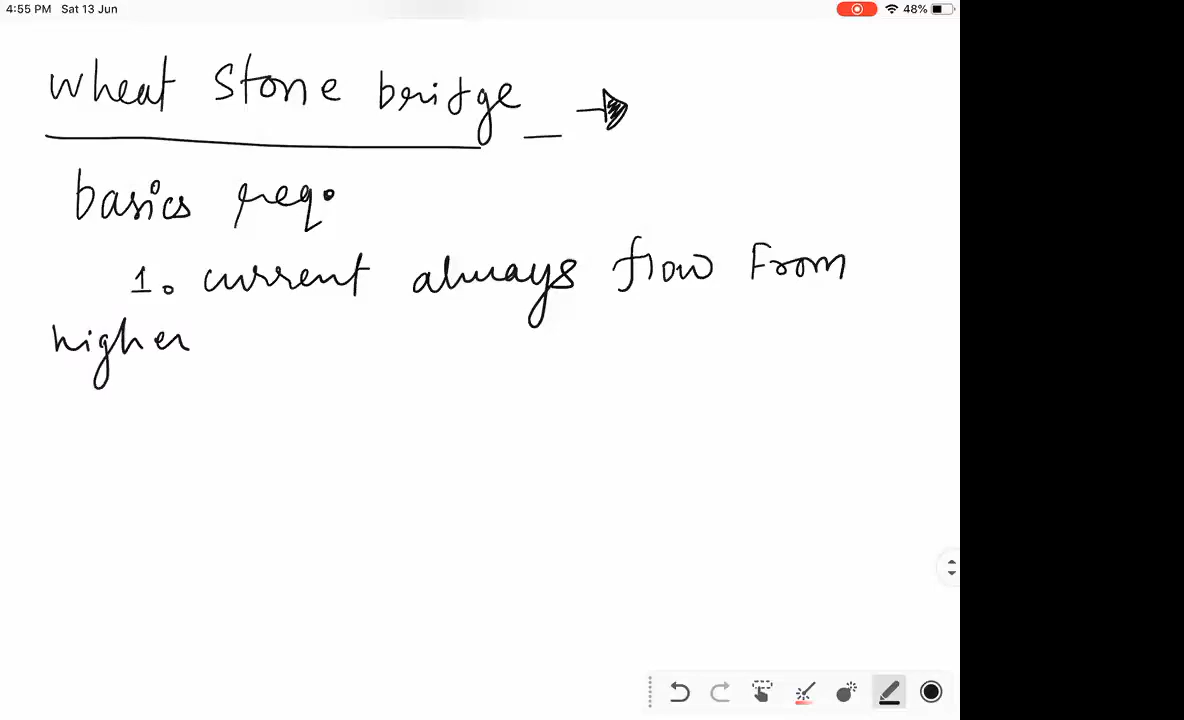 4:55 PM Sat 13 Jun 48%
Wheat Stone bridge
basics req.
1. current always flow From
higher